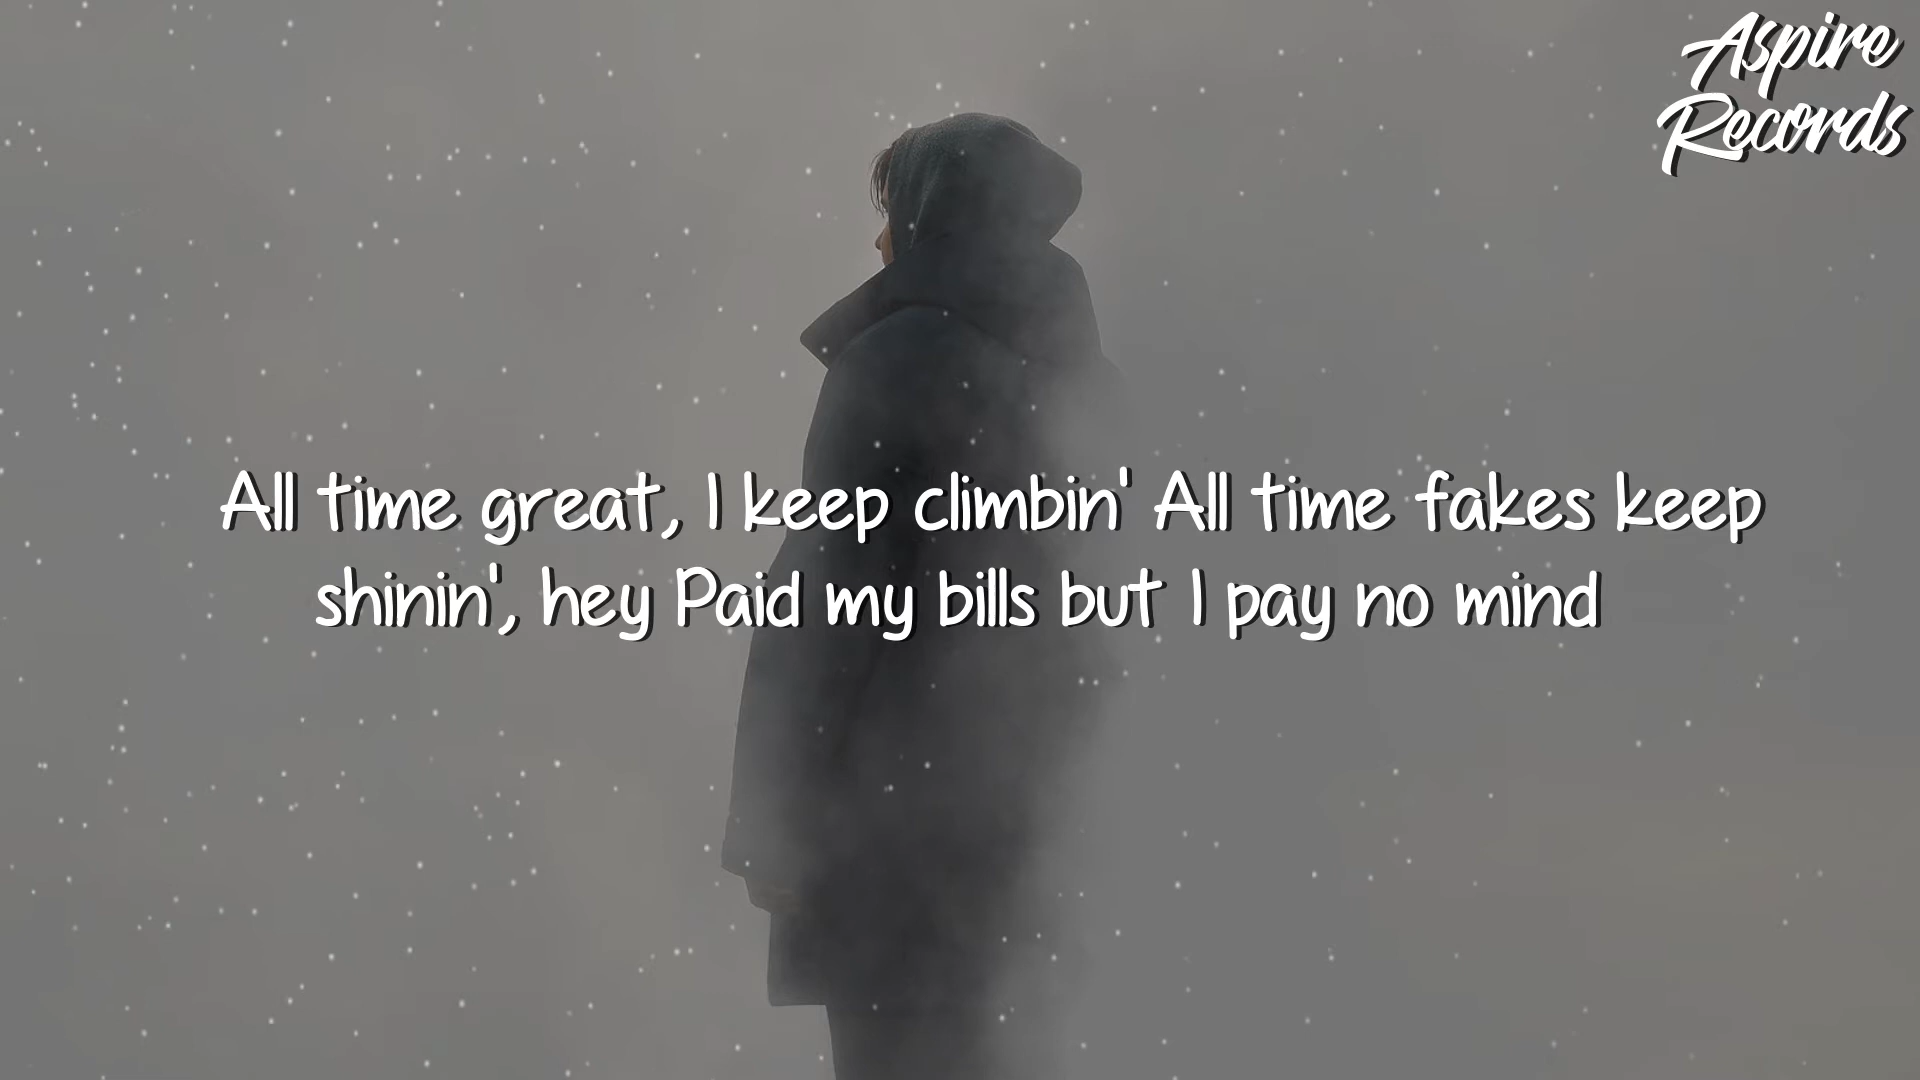 Aspire
Records
All time great, I keep climbin' All time fakes keep
shinin', hey Paid my bills but I pay no mind